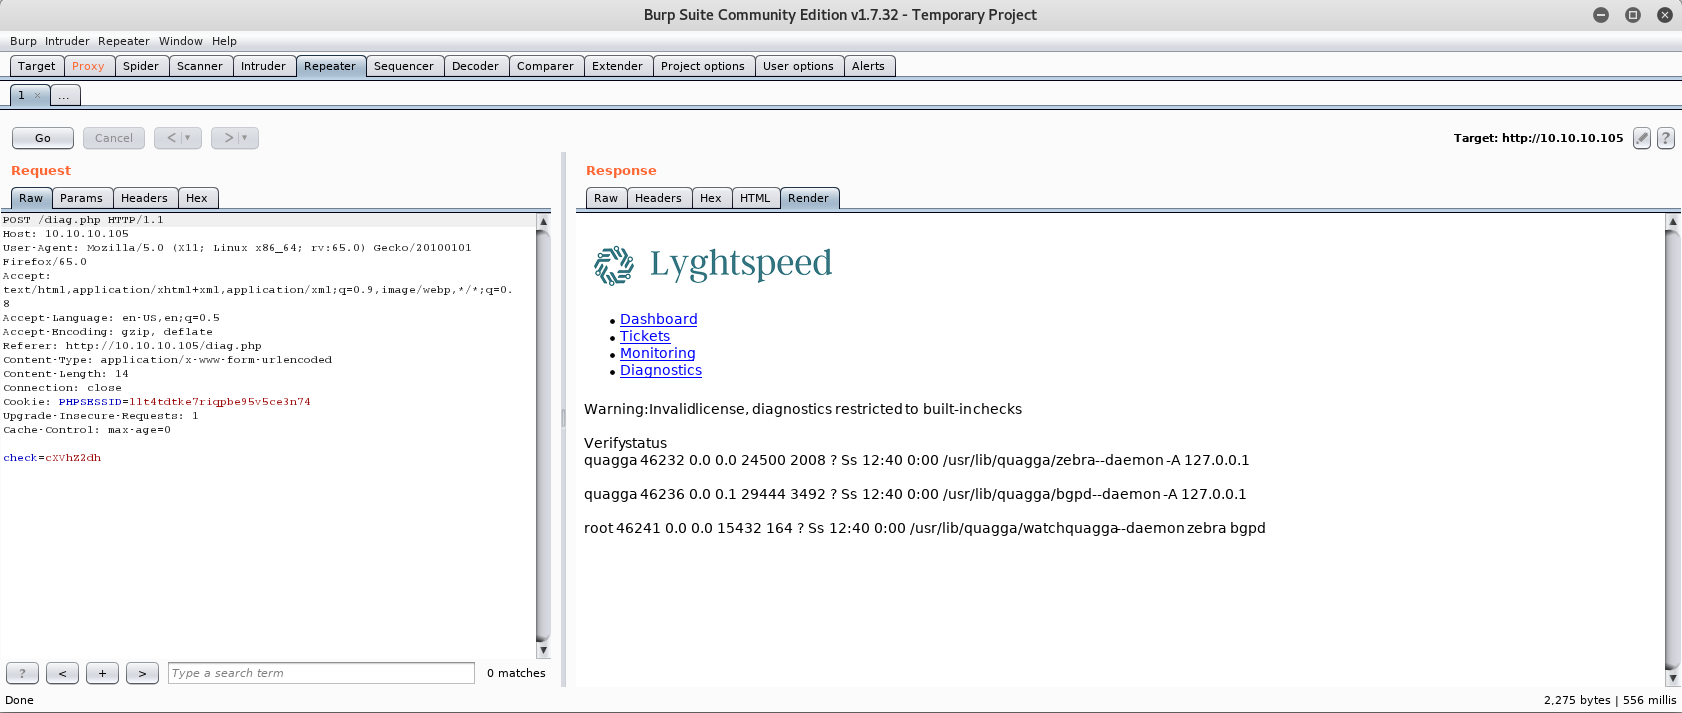 Burp Suite Community Edition v1.7.32 - Temporary Project
Burp Intruder Repeater Window Help
Target Proxy Spider Scanner Intruder Repeater Sequencer Decoder Comparer Extender Project options User options Alerts
1 × ...
Go Cancel < > Target: http://10.10.10.105 ?
Request
Raw Params Headers Hex
POST /diag.php HTTP/1.1
Host: 10.10.10.105
User-Agent: Mozilla/5.0 (X11; Linux x86_64; rv:65.0) Gecko/20100101
Firefox/65.0
Accept:
text/html,application/xhtml+xml,application/xml;q=0.9,image/webp,*/*;q=0.
8
Accept-Language: en-US,en;q=0.5
Accept-Encoding: gzip, deflate
Referer: http://10.10.10.105/diag.php
Content-Type: application/x-www-form-urlencoded
Content-Length: 14
Connection: close
Cookie: PHPSESSID=llt4tdtke7riqpbe95v5ce3n74
Upgrade-Insecure-Requests: 1
Cache-Control: max-age=0
check=cXVhZ2dh
? < + > Type a search term 0 matches
Response
Raw Headers Hex HTML Render
Lyghtspeed
Dashboard
Tickets
Monitoring
Diagnostics
Warning:Invalidlicense, diagnostics restricted to built-in checks
Verifystatus
quagga 46232 0.0 0.0 24500 2008 ? Ss 12:40 0:00 /usr/lib/quagga/zebra--daemon -A 127.0.0.1
quagga 46236 0.0 0.1 29444 3492 ? Ss 12:40 0:00 /usr/lib/quagga/bgpd--daemon -A 127.0.0.1
root 46241 0.0 0.0 15432 164 ? Ss 12:40 0:00 /usr/lib/quagga/watchquagga--daemon zebra bgpd
Done 2,275 bytes | 556 millis